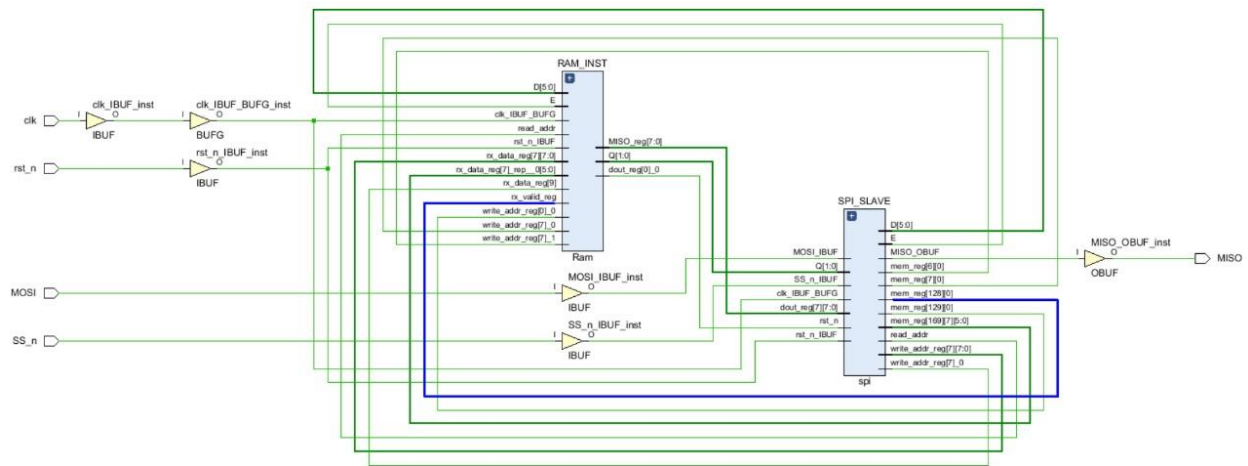 RAM_INST
D[5:0]
E
clk_IBUF_BUFG
read_addr
rst_n_IBUF
rx_data_reg[7][7:0]
rx_data_reg[7]_rep__0[5:0]
rx_data_reg[9]
rx_valid_reg
write_addr_reg[0]_0
write_addr_reg[7]_0
write_addr_reg[7]_1
MISO_reg[7:0]
Q[1:0]
dout_reg[0]_0
Ram
clk
I
clk_IBUF_inst
O
IBUF
I
clk_IBUF_BUFG_inst
O
BUFG
rst_n
I
rst_n_IBUF_inst
O
IBUF
MOSI
I
MOSI_IBUF_inst
O
IBUF
SS_n
I
SS_n_IBUF_inst
O
IBUF
SPI_SLAVE
MOSI_IBUF
Q[1:0]
SS_n_IBUF
clk_IBUF_BUFG
dout_reg[7][7:0]
rst_n
rst_n_IBUF
D[5:0]
E
MISO_OBUF
mem_reg[6][0]
mem_reg[7][0]
mem_reg[128][0]
mem_reg[129][0]
mem_reg[169][7][5:0]
read_addr
write_addr_reg[7][7:0]
write_addr_reg[7]_0
spi
I
MISO_OBUF_inst
O
OBUF
MISO